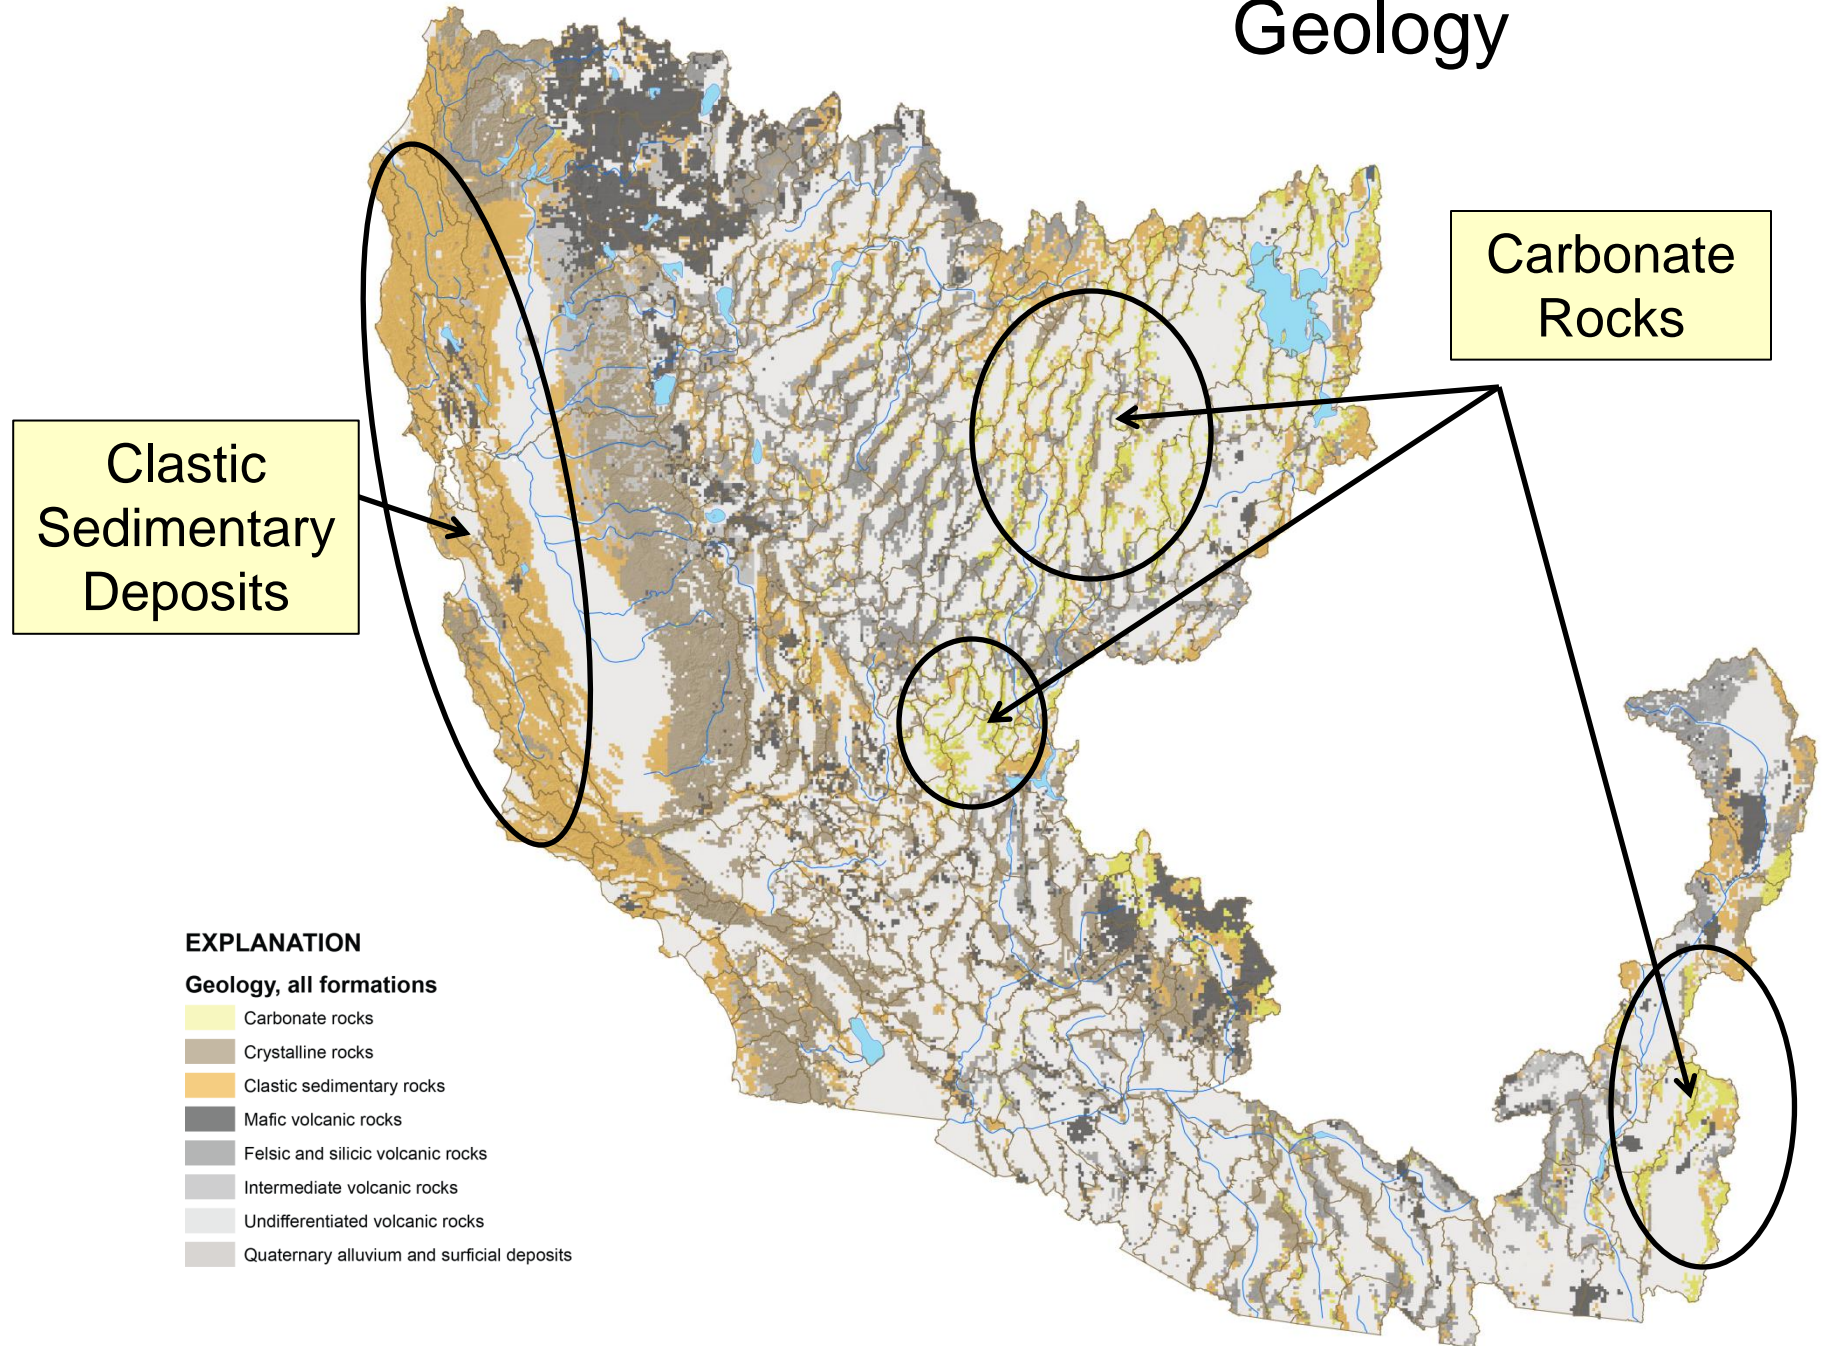 Geology
Carbonate
Rocks
Clastic
Sedimentary
Deposits
EXPLANATION
Geology, all formations
Carbonate rocks
Crystalline rocks
Clastic sedimentary rocks
Mafic volcanic rocks
Felsic and silicic volcanic rocks
Intermediate volcanic rocks
Undifferentiated volcanic rocks
Quaternary alluvium and surficial deposits